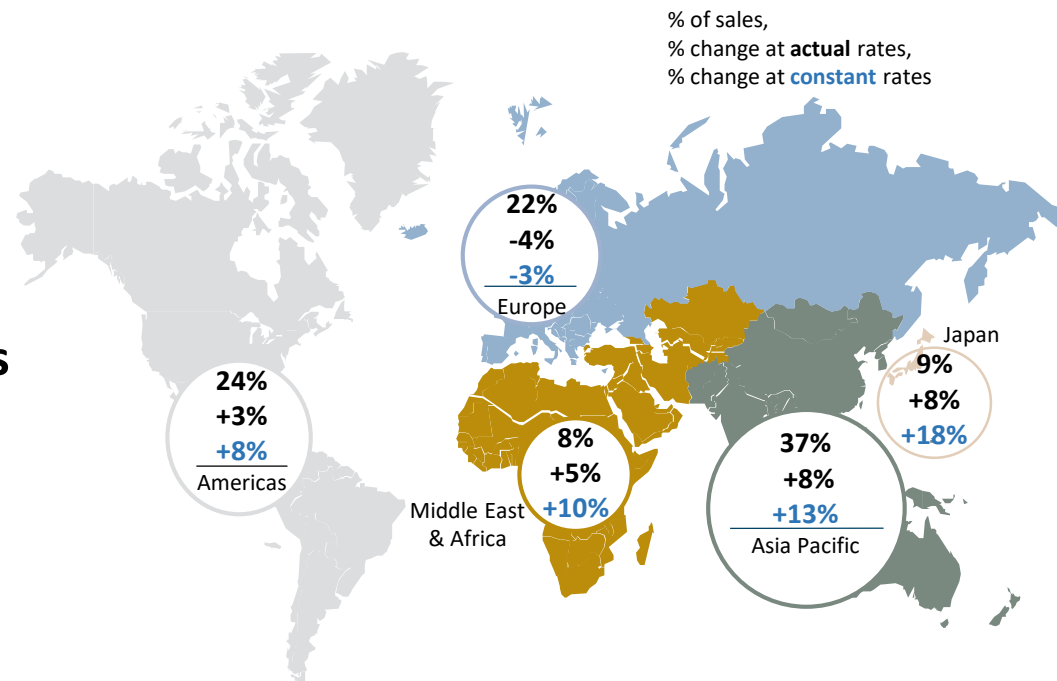 % of sales,
% change at actual rates,
% change at constant rates
22%
-4%
-3%
Europe
Japan
9%
+8%
+18%
s
24%
+3%
+8%
Americas
8%
+5%
+10%
Middle East
& Africa
37%
+8%
+13%
Asia Pacific